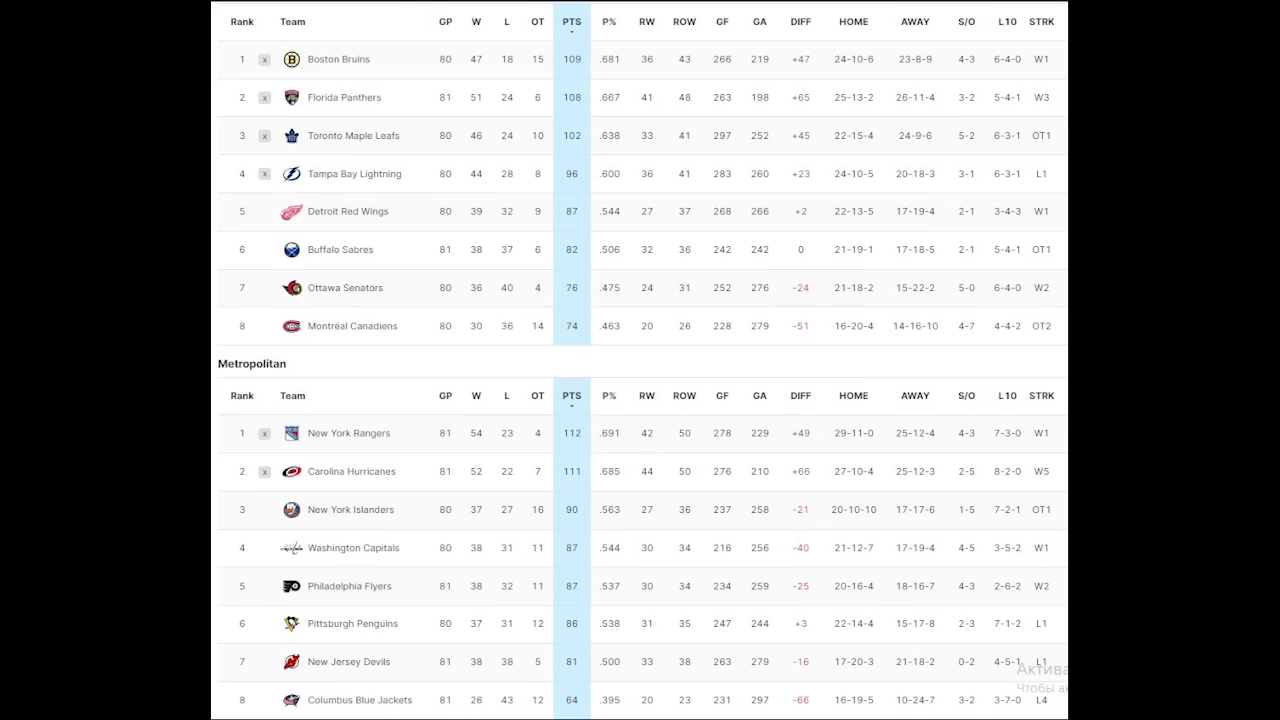 Rank Team GP W L OT PTS P% RW ROW GF GA DIFF HOME AWAY S/O L10 STRK
1 x Boston Bruins 80 47 18 15 109 .681 36 43 266 219 +47 24-10-6 23-8-9 4-3 6-4-0 W1
2 x Florida Panthers 81 51 24 6 108 .667 41 48 263 198 +65 25-13-2 26-11-4 3-2 5-4-1 W3
3 x Toronto Maple Leafs 80 46 24 10 102 .638 33 41 297 252 +45 22-15-4 24-9-6 5-2 6-3-1 OT1
4 x Tampa Bay Lightning 80 44 28 8 96 .600 36 41 283 260 +23 24-10-5 20-18-3 3-1 6-3-1 L1
5 Detroit Red Wings 80 39 32 9 87 .544 27 37 268 266 +2 22-13-5 17-19-4 2-1 3-4-3 W1
6 Buffalo Sabres 81 38 37 6 82 .506 32 36 242 242 0 21-19-1 17-18-5 2-1 5-4-1 OT1
7 Ottawa Senators 80 36 40 4 76 .475 24 31 252 276 -24 21-18-2 15-22-2 5-0 6-4-0 W2
8 Montréal Canadiens 80 30 36 14 74 .463 20 26 228 279 -51 16-20-4 14-16-10 4-7 4-4-2 OT2
Metropolitan
Rank Team GP W L OT PTS P% RW ROW GF GA DIFF HOME AWAY S/O L10 STRK
1 x New York Rangers 81 54 23 4 112 .691 42 50 278 229 +49 29-11-0 25-12-4 4-3 7-3-0 W1
2 x Carolina Hurricanes 81 52 22 7 111 .685 44 50 276 210 +66 27-10-4 25-12-3 2-5 8-2-0 W5
3 New York Islanders 80 37 27 16 90 .563 27 36 237 258 -21 20-10-10 17-17-6 1-5 7-2-1 OT1
4 Washington Capitals 80 38 31 11 87 .544 30 34 216 256 -40 21-12-7 17-19-4 4-5 3-5-2 W1
5 Philadelphia Flyers 81 38 32 11 87 .537 30 34 234 259 -25 20-16-4 18-16-7 4-3 2-6-2 W2
6 Pittsburgh Penguins 80 37 31 12 86 .538 31 35 247 244 +3 22-14-4 15-17-8 2-3 7-1-2 L1
7 New Jersey Devils 81 38 38 5 81 .500 33 38 263 279 -16 17-20-3 21-18-2 0-2 4-5-1 L1
Актива
Чтобы ак
8 Columbus Blue Jackets 81 26 43 12 64 .395 20 23 231 297 -66 16-19-5 10-24-7 3-2 3-7-0 L4